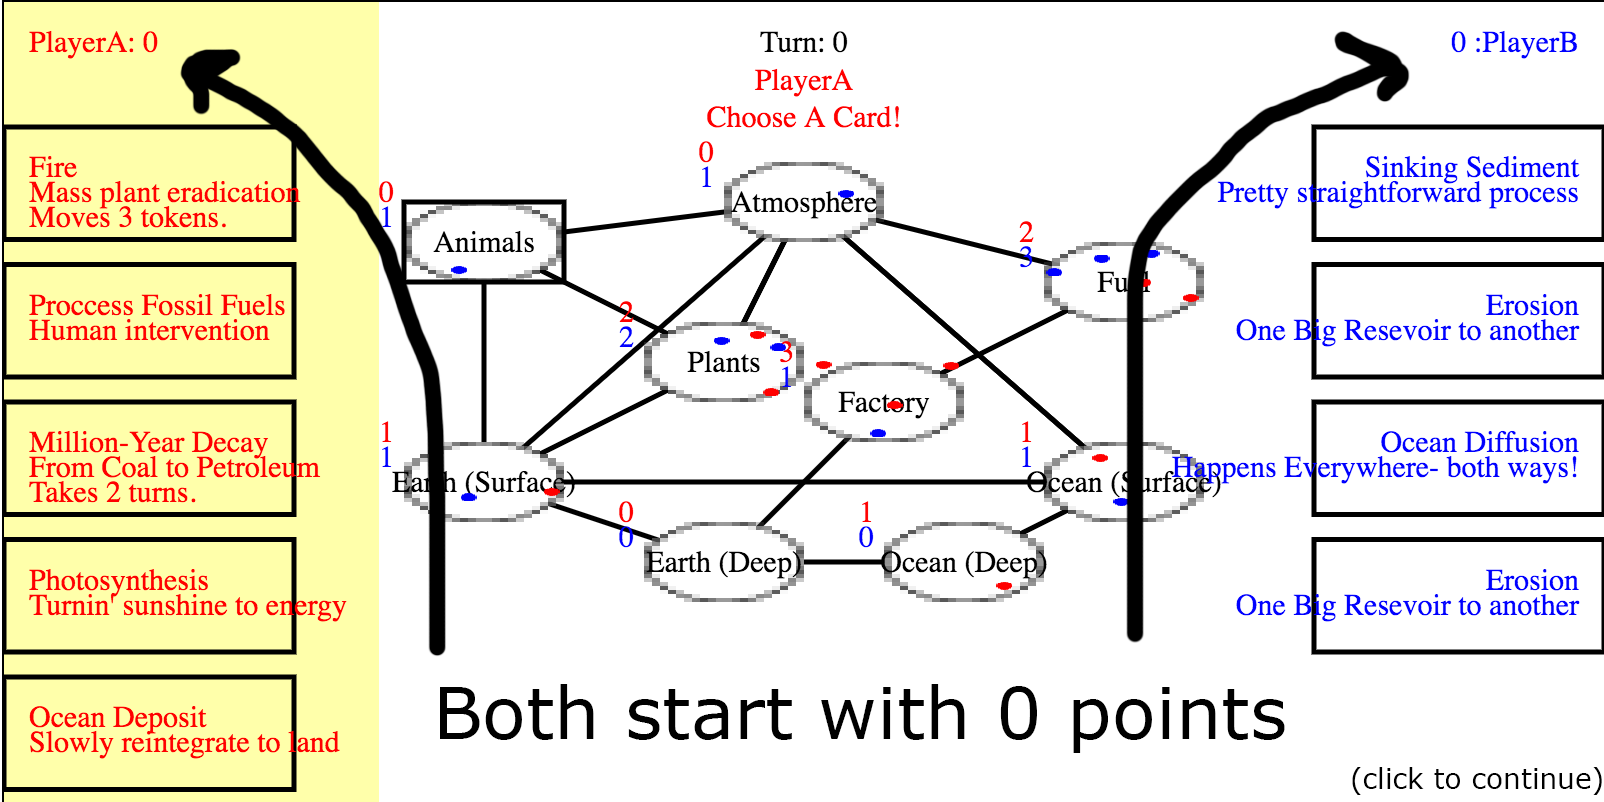 PlayerA: 0
Turn: 0
0 :PlayerB
PlayerA
Choose A Card!
Fire
Mass plant eradication
Moves 3 tokens.
Proccess Fossil Fuels
Human intervention
Million-Year Decay
From Coal to Petroleum
Takes 2 turns.
Photosynthesis
Turnin' sunshine to energy
Ocean Deposit
Slowly reintegrate to land
0
1
Atmosphere
0
1
Animals
2
3
Fuel
2
2
Plants
3
1
Factory
1
1
Earth (Surface)
1
1
Ocean (Surface)
0
0
Earth (Deep)
1
0
Ocean (Deep)
Sinking Sediment
Pretty straightforward process
Erosion
One Big Resevoir to another
Ocean Diffusion
Happens Everywhere- both ways!
Erosion
One Big Resevoir to another
Both start with 0 points
(click to continue)